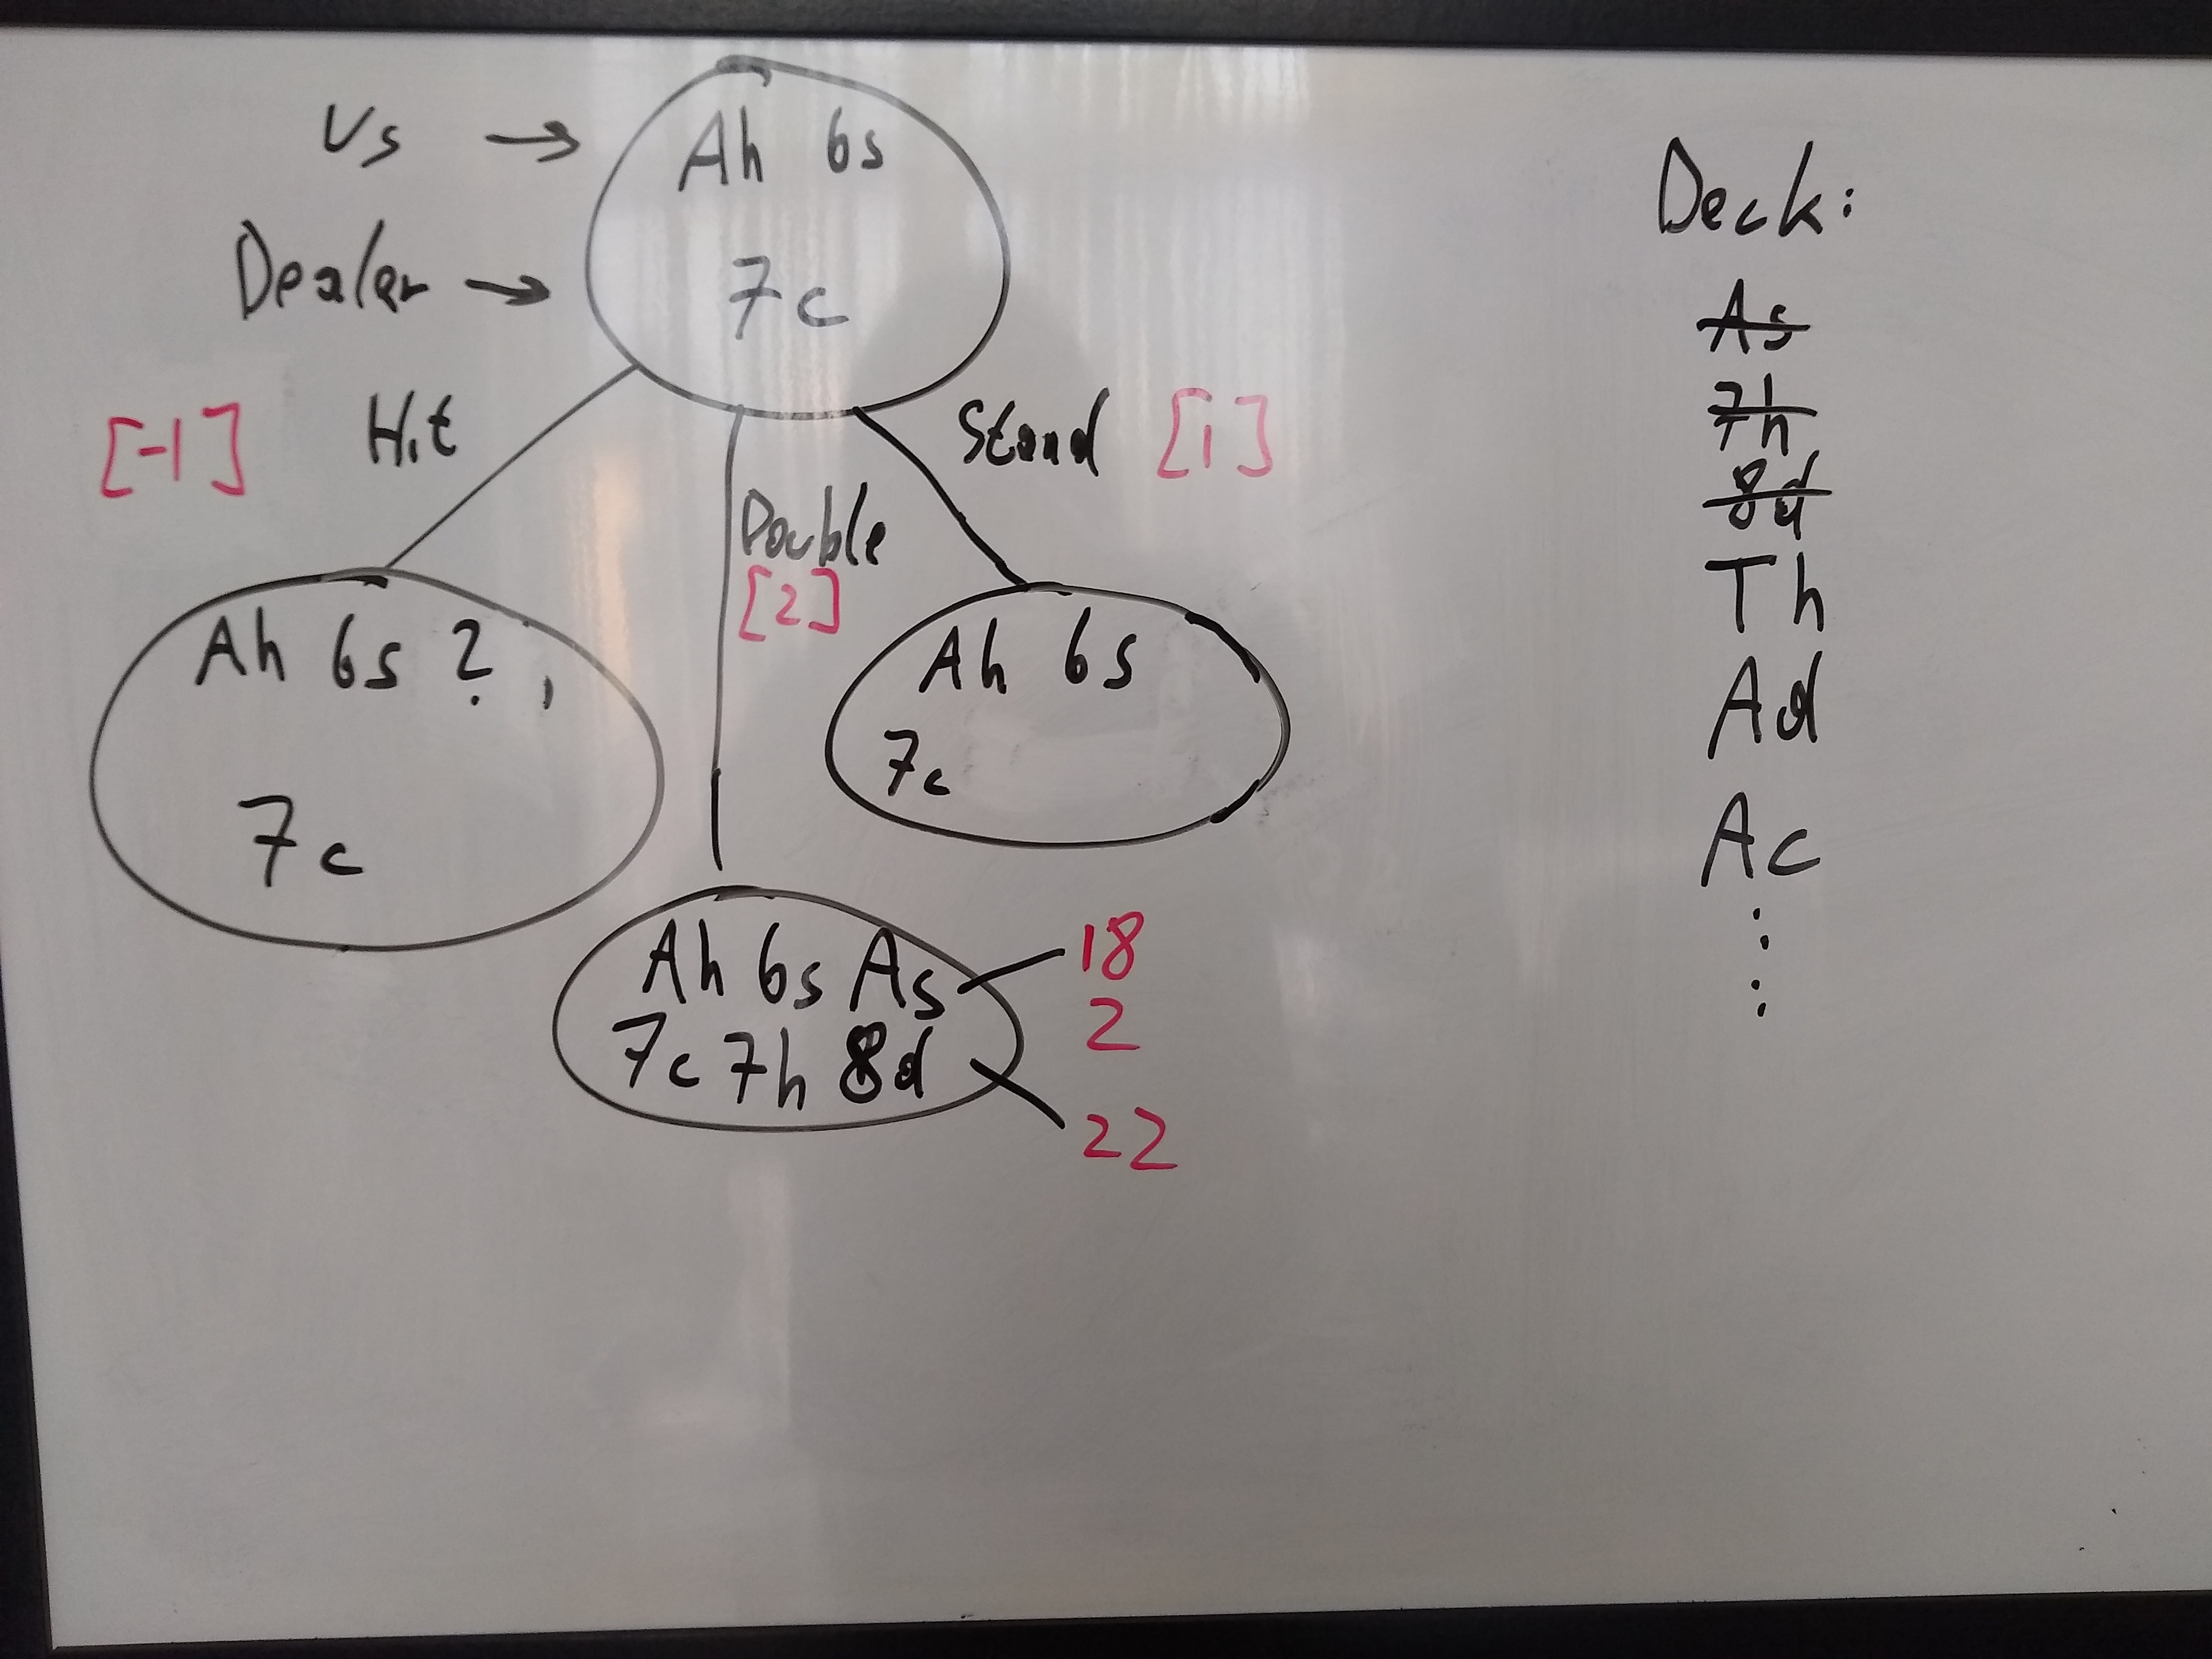 Us → Ah 6s
Dealer → 7c
[-1] Hit
Stand [1]
Double
[2]
Ah 6s ?,
7c
Ah 6s
7c
Ah 6s As
7c 7h 8d
18
2
22
Deck:
As
7h
8d
Th
Ad
Ac